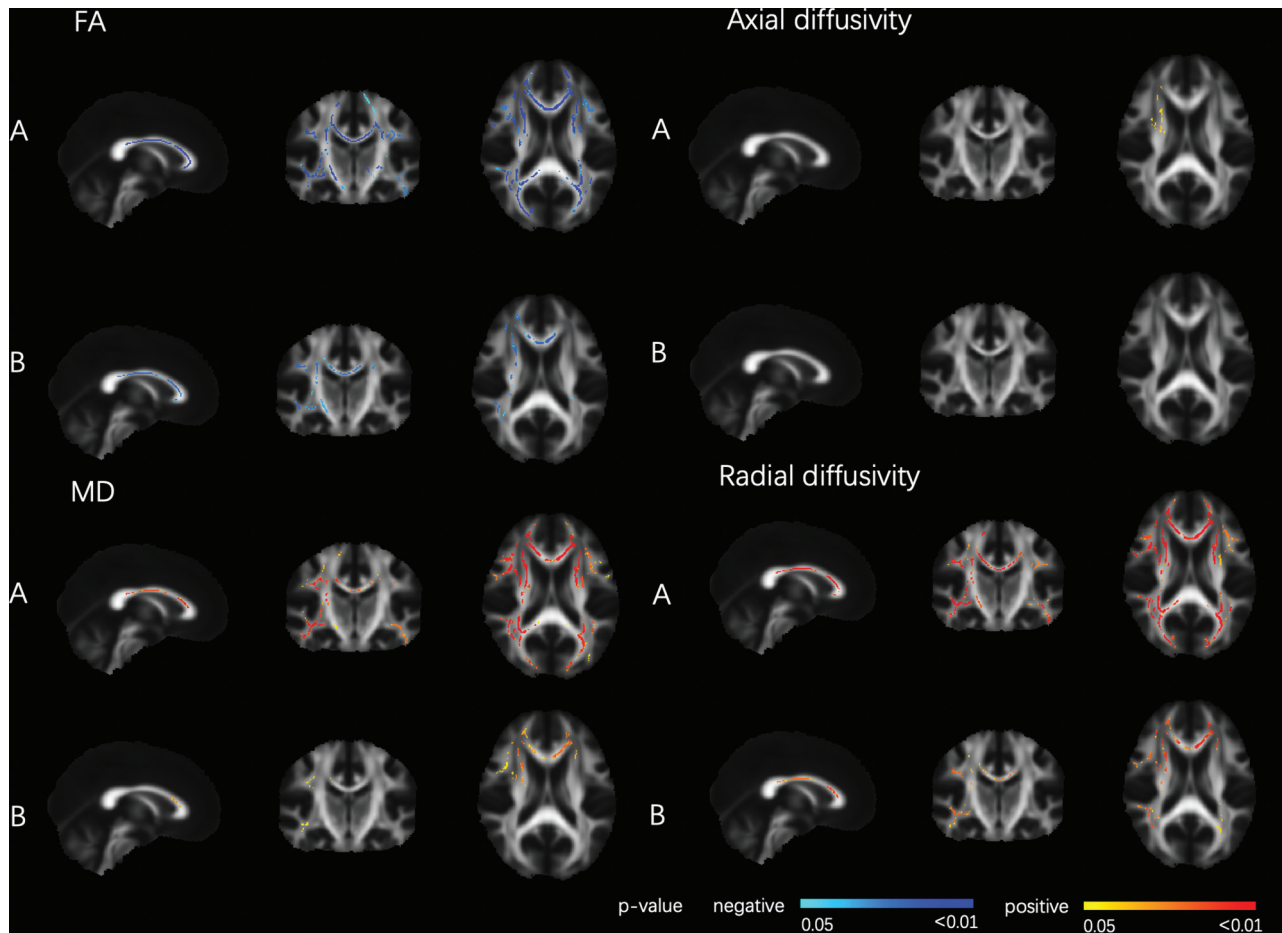 FA
Axial diffusivity
A
A
B
B
MD
Radial diffusivity
A
A
B
B
p-value negative 0.05 <0.01 positive 0.05 <0.01